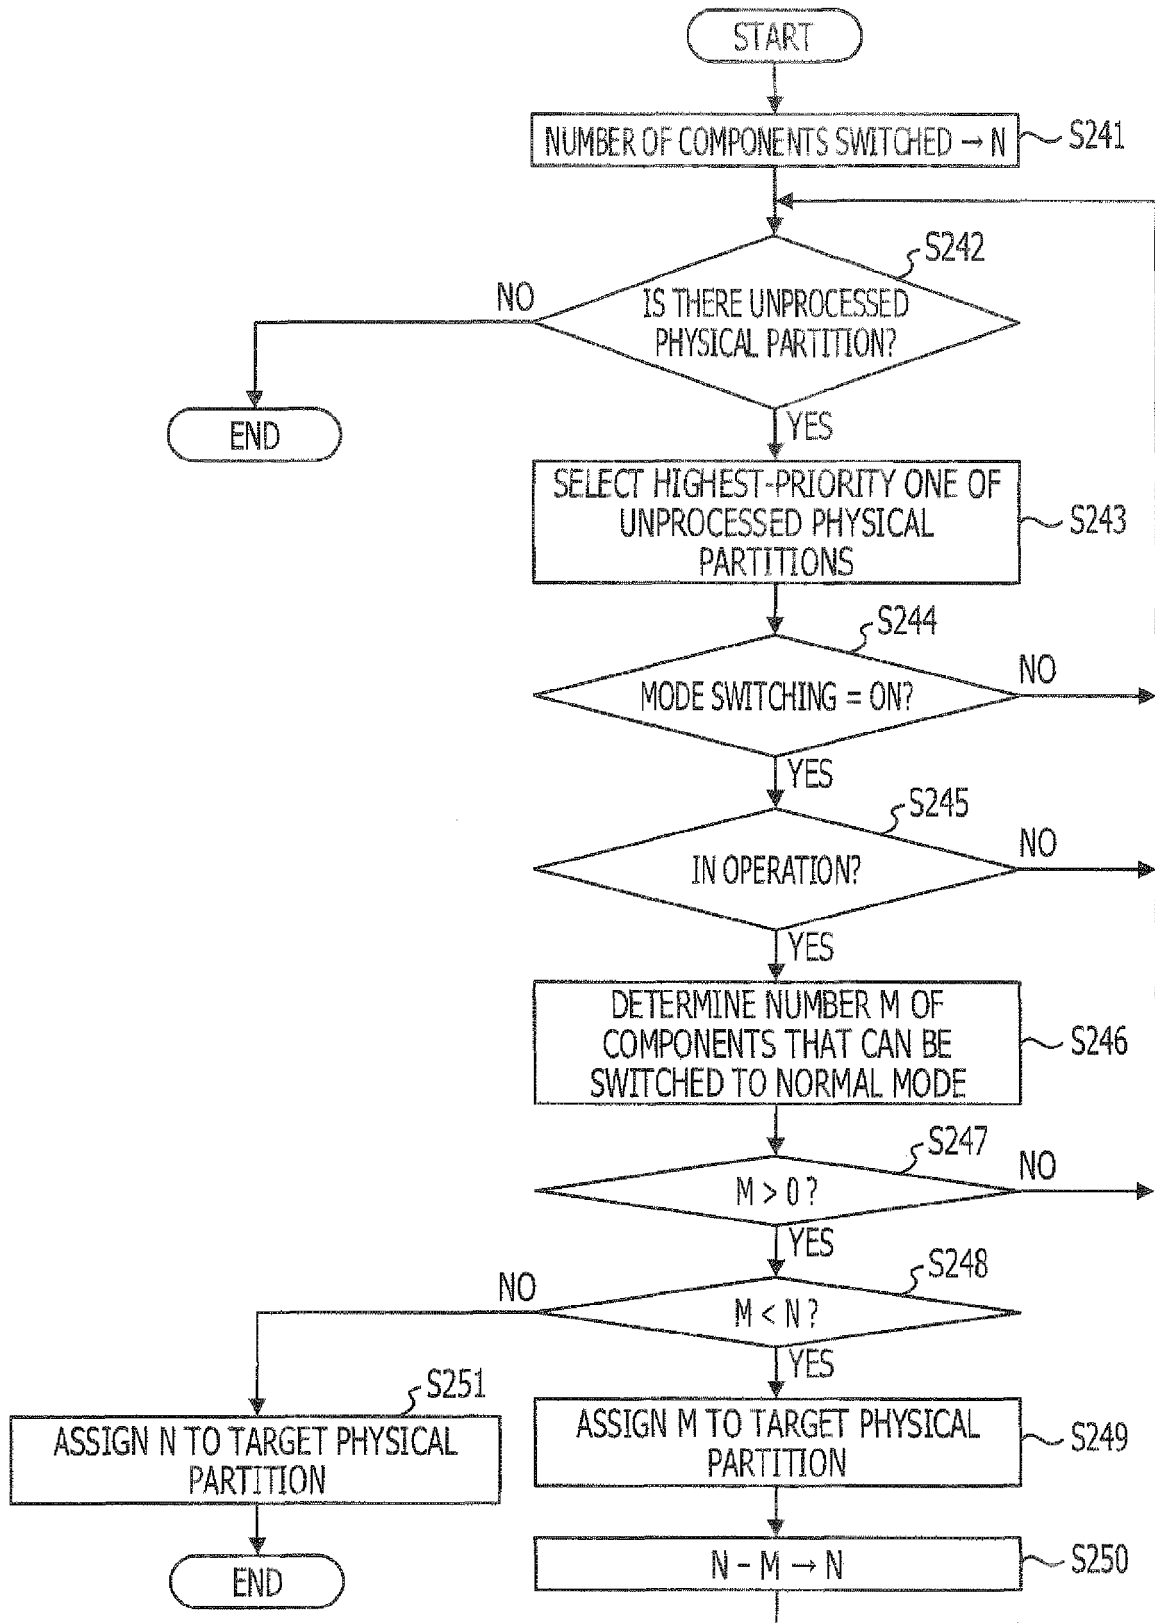 START
NUMBER OF COMPONENTS SWITCHED → N
S241
S242
NO
IS THERE UNPROCESSED
PHYSICAL PARTITION?
END
YES
SELECT HIGHEST-PRIORITY ONE OF
UNPROCESSED PHYSICAL
PARTITIONS
S243
S244
NO
MODE SWITCHING = ON?
YES
S245
NO
IN OPERATION?
YES
DETERMINE NUMBER M OF
COMPONENTS THAT CAN BE
SWITCHED TO NORMAL MODE
S246
S247
NO
M > 0 ?
YES
S248
NO
M < N ?
YES
S251
ASSIGN N TO TARGET PHYSICAL
PARTITION
ASSIGN M TO TARGET PHYSICAL
PARTITION
S249
END
N - M → N
S250